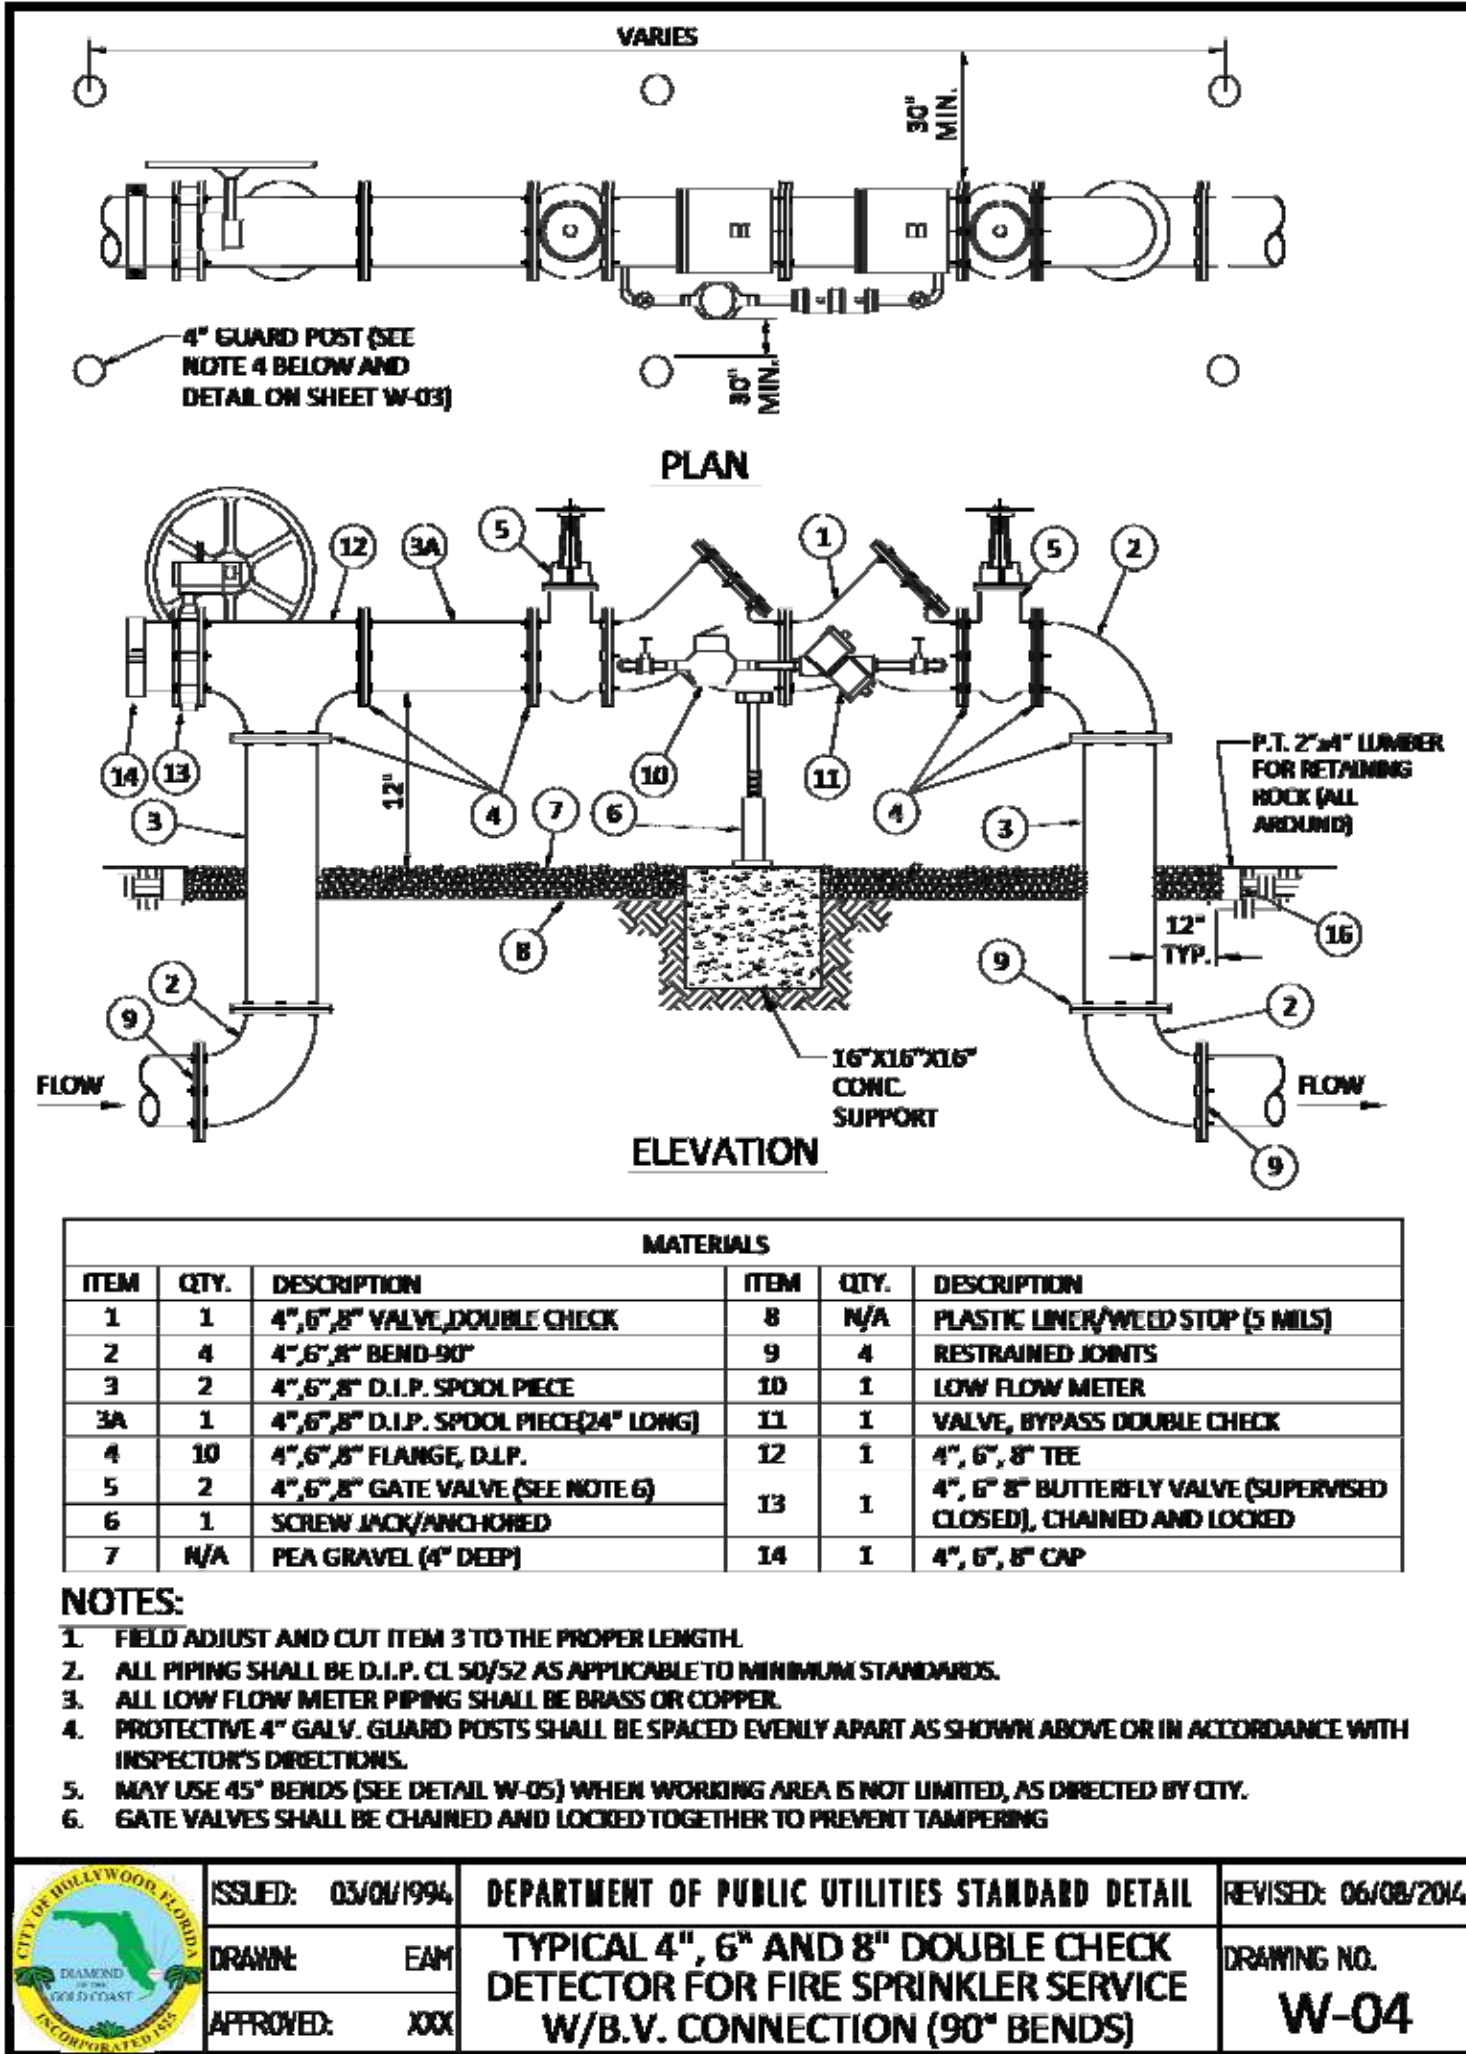 VARIES
30"
MIN.
4" GUARD POST (SEE
NOTE 4 BELOW AND
DETAIL ON SHEET W-03)
30"
MIN.
PLAN
12
3A
5
1
5
2
14
13
3
12"
4
7
10
6
11
4
3
P.T. 2"x4" LUMBER
FOR RETAINING
ROCK (ALL
AROUND)
8
12"
TYP.
16
2
9
9
2
FLOW
16"X16"X16"
CONC.
SUPPORT
FLOW
9
ELEVATION
MATERIALS
ITEM QTY. DESCRIPTION ITEM QTY. DESCRIPTION
1 1 4",6",8" VALVE,DOUBLE CHECK 8 N/A PLASTIC LINER/WEED STOP (5 MILS)
2 4 4",6",8" BEND-90° 9 4 RESTRAINED JOINTS
3 2 4",6",8" D.I.P. SPOOL PIECE 10 1 LOW FLOW METER
3A 1 4",6",8" D.I.P. SPOOL PIECE(24" LONG) 11 1 VALVE, BYPASS DOUBLE CHECK
4 10 4",6",8" FLANGE, D.I.P. 12 1 4", 6", 8" TEE
5 2 4",6",8" GATE VALVE (SEE NOTE 6) 13 1 4", 6" 8" BUTTERFLY VALVE (SUPERVISED
6 1 SCREW JACK/ANCHORED CLOSED), CHAINED AND LOCKED
7 N/A PEA GRAVEL (4" DEEP) 14 1 4", 6", 8" CAP
NOTES:
1. FIELD ADJUST AND CUT ITEM 3 TO THE PROPER LENGTH.
2. ALL PIPING SHALL BE D.I.P. CL 50/52 AS APPLICABLE TO MINIMUM STANDARDS.
3. ALL LOW FLOW METER PIPING SHALL BE BRASS OR COPPER.
4. PROTECTIVE 4" GALV. GUARD POSTS SHALL BE SPACED EVENLY APART AS SHOWN ABOVE OR IN ACCORDANCE WITH
INSPECTOR'S DIRECTIONS.
5. MAY USE 45° BENDS (SEE DETAIL W-05) WHEN WORKING AREA IS NOT LIMITED, AS DIRECTED BY CITY.
6. GATE VALVES SHALL BE CHAINED AND LOCKED TOGETHER TO PREVENT TAMPERING
CITY OF HOLLYWOOD, FLORIDA
DIAMOND
OF THE
GOLD COAST
INCORPORATED 1925
ISSUED: 03/01/1994
DRAWN: EAM
APPROVED: XXX
DEPARTMENT OF PUBLIC UTILITIES STANDARD DETAIL
TYPICAL 4", 6" AND 8" DOUBLE CHECK
DETECTOR FOR FIRE SPRINKLER SERVICE
W/B.V. CONNECTION (90° BENDS)
REVISED: 06/08/2014
DRAWING NO.
W-04